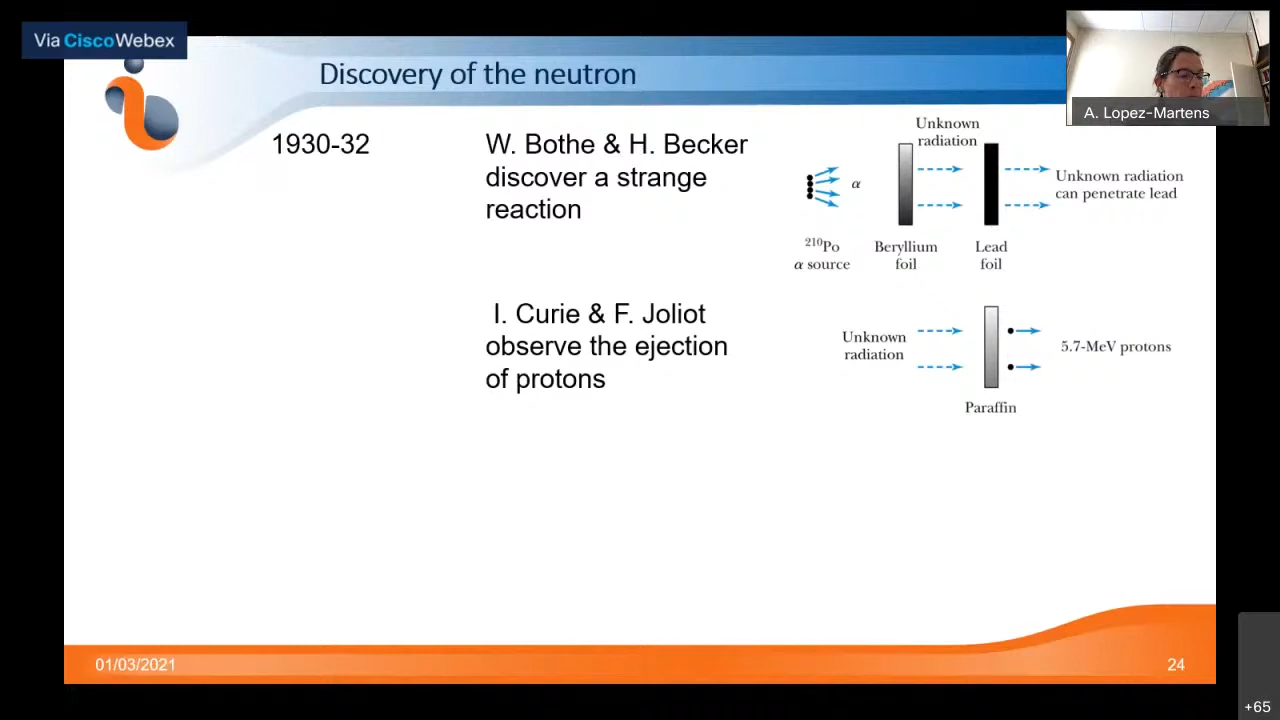 Via CiscoWebex
Discovery of the neutron
A. Lopez-Martens
1930-32
W. Bothe & H. Becker
discover a strange
reaction
Unknown
radiation
α
Unknown radiation
can penetrate lead
²¹⁰Po
α source
Beryllium
foil
Lead
foil
I. Curie & F. Joliot
observe the ejection
of protons
Unknown
radiation
5.7-MeV protons
Paraffin
01/03/2021
24
+65